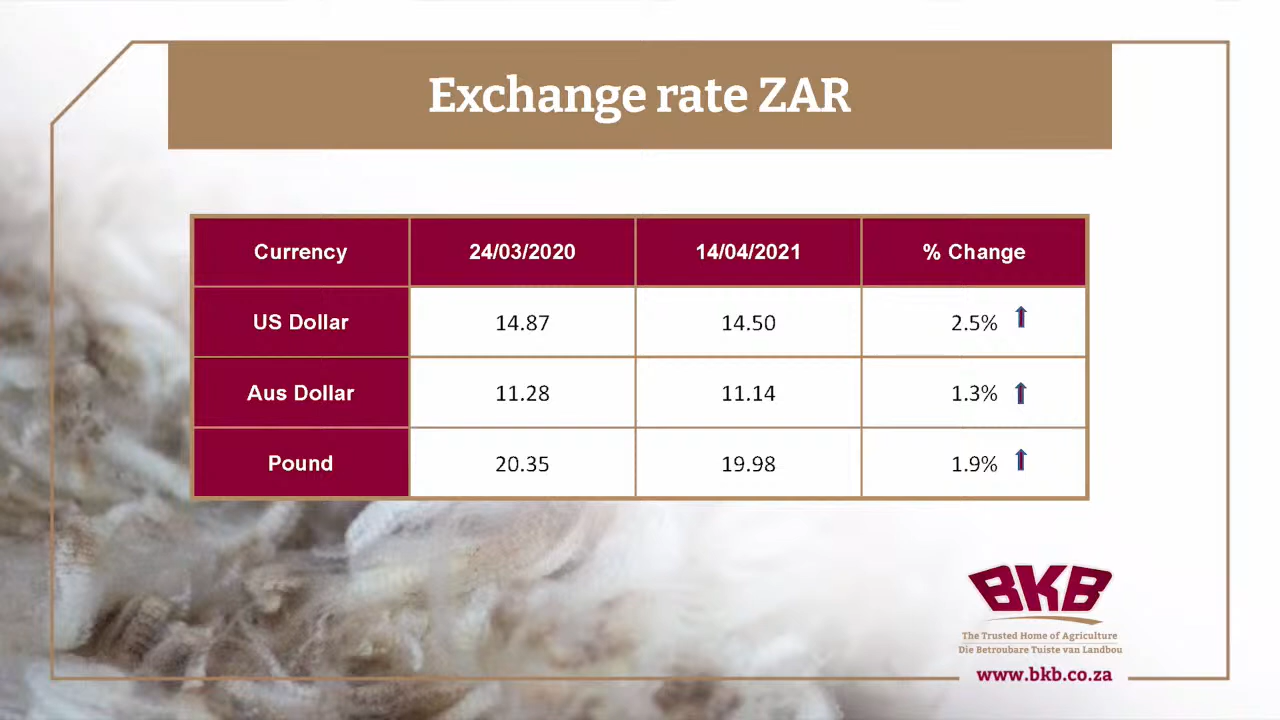 Exchange rate ZAR
Currency 24/03/2020 14/04/2021 % Change
US Dollar 14.87 14.50 2.5%
Aus Dollar 11.28 11.14 1.3%
Pound 20.35 19.98 1.9%
BKB
The Trusted Home of Agriculture
Die Betroubare Tuiste van Landbou
www.bkb.co.za